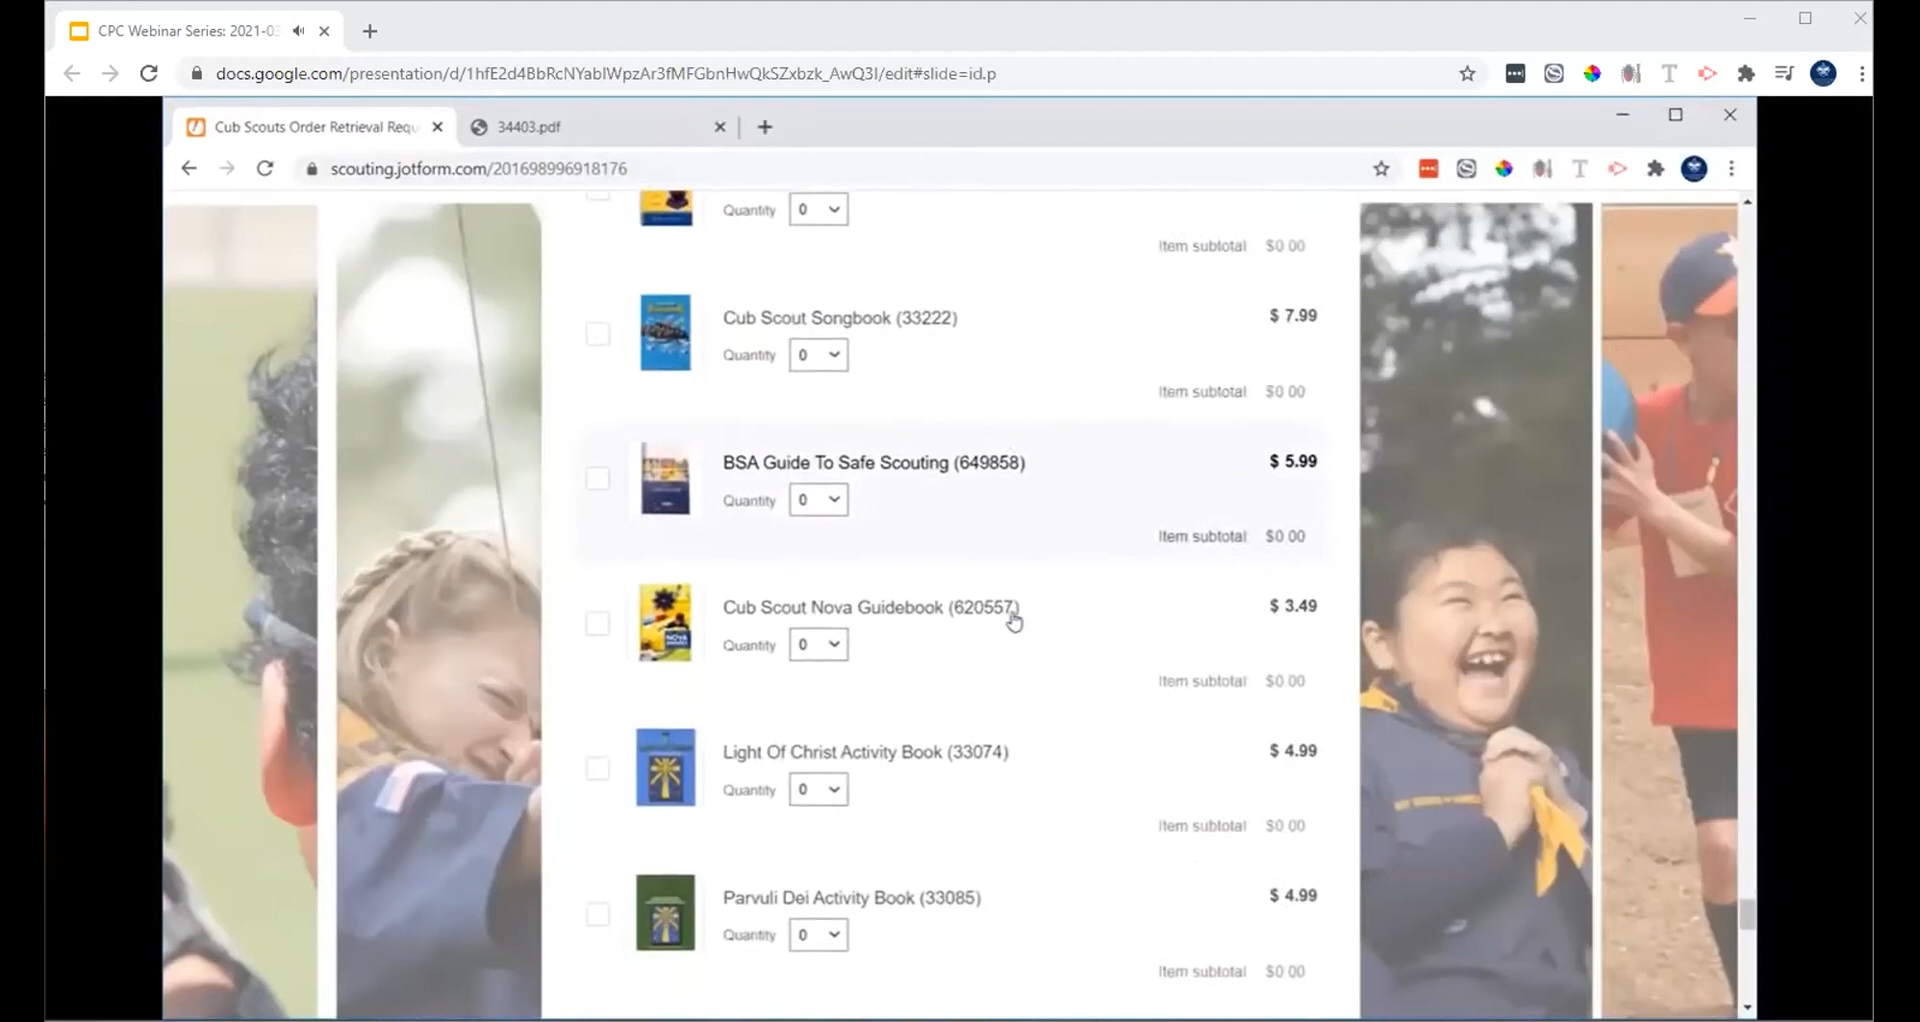 CPC Webinar Series: 2021-03
docs.google.com/presentation/d/1hfE2d4BbRcNYablWpzAr3fMFGbnHwQkSZxbzk_AwQ3I/edit#slide=id.p
Cub Scouts Order Retrieval Requ
34403.pdf
scouting.jotform.com/201698996918176
Quantity 0
Item subtotal $0 00
Cub Scout Songbook (33222) $ 7.99
Quantity 0
Item subtotal $0 00
BSA Guide To Safe Scouting (649858) $ 5.99
Quantity 0
Item subtotal $0 00
Cub Scout Nova Guidebook (620557) $ 3.49
NOVA
Quantity 0
Item subtotal $0 00
Light Of Christ Activity Book (33074) $ 4.99
Quantity 0
Item subtotal $0 00
Parvuli Dei Activity Book (33085) $ 4.99
Quantity 0
Item subtotal $0 00